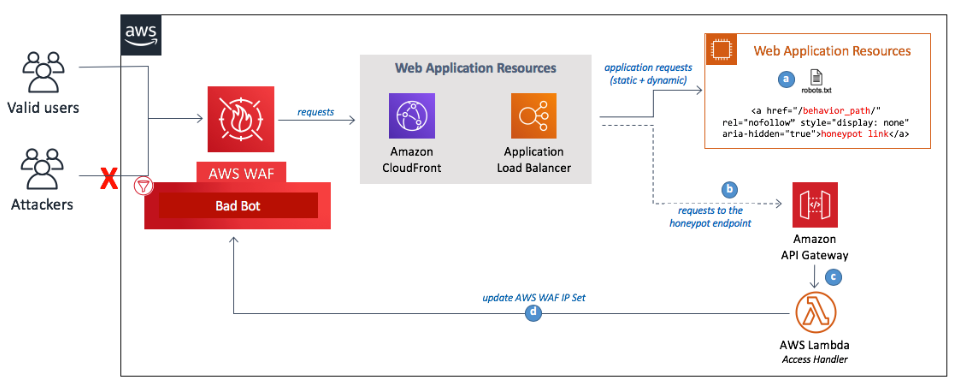 aws
Valid users
Attackers
X
AWS WAF
Bad Bot
requests
Web Application Resources
Amazon
CloudFront
Application
Load Balancer
application requests
(static + dynamic)
Web Application Resources
a
robots.txt
<a href="/behavior_path/"
rel="nofollow" style="display: none"
aria-hidden="true">honeypot link</a>
b
requests to the
honeypot endpoint
Amazon
API Gateway
c
update AWS WAF IP Set
d
AWS Lambda
Access Handler